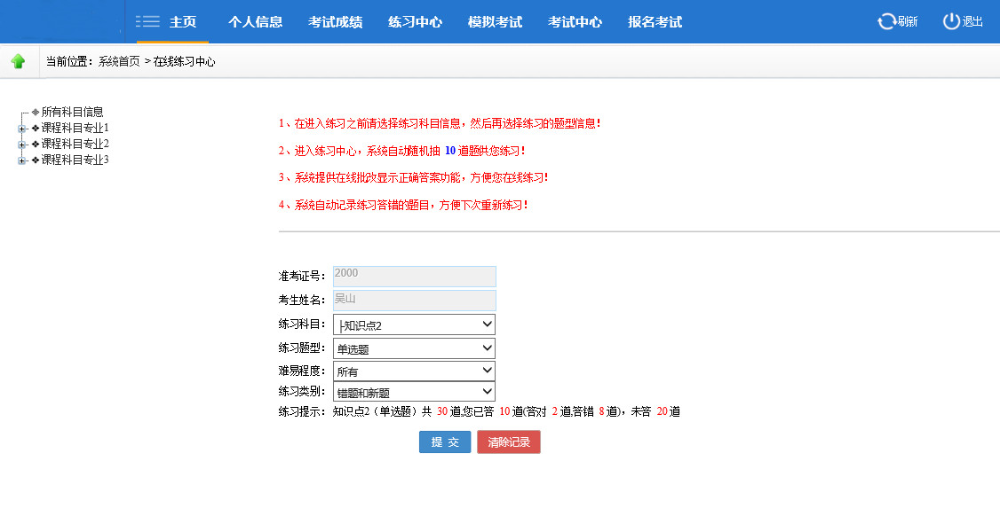 主页 个人信息 考试成绩 练习中心 模拟考试 考试中心 报名考试 刷新 退出
当前位置：系统首页 > 在线练习中心
所有科目信息
课程科目专业1
课程科目专业2
课程科目专业3
1、在进入练习之前请选择练习科目信息，然后再选择练习的题型信息！
2、进入练习中心，系统自动随机抽 10 道题供您练习！
3、系统提供在线批改显示正确答案功能，方便您在线练习！
4、系统自动记录练习答错的题目，方便下次重新练习！
准考证号： 2000
考生姓名： 吴山
练习科目： ├知识点2
练习题型： 单选题
难易程度： 所有
练习类别： 错题和新题
练习提示： 知识点2（单选题）共 30 道,您已答 10 道(答对 2 道,答错 8 道)，未答 20 道
提 交 清除记录